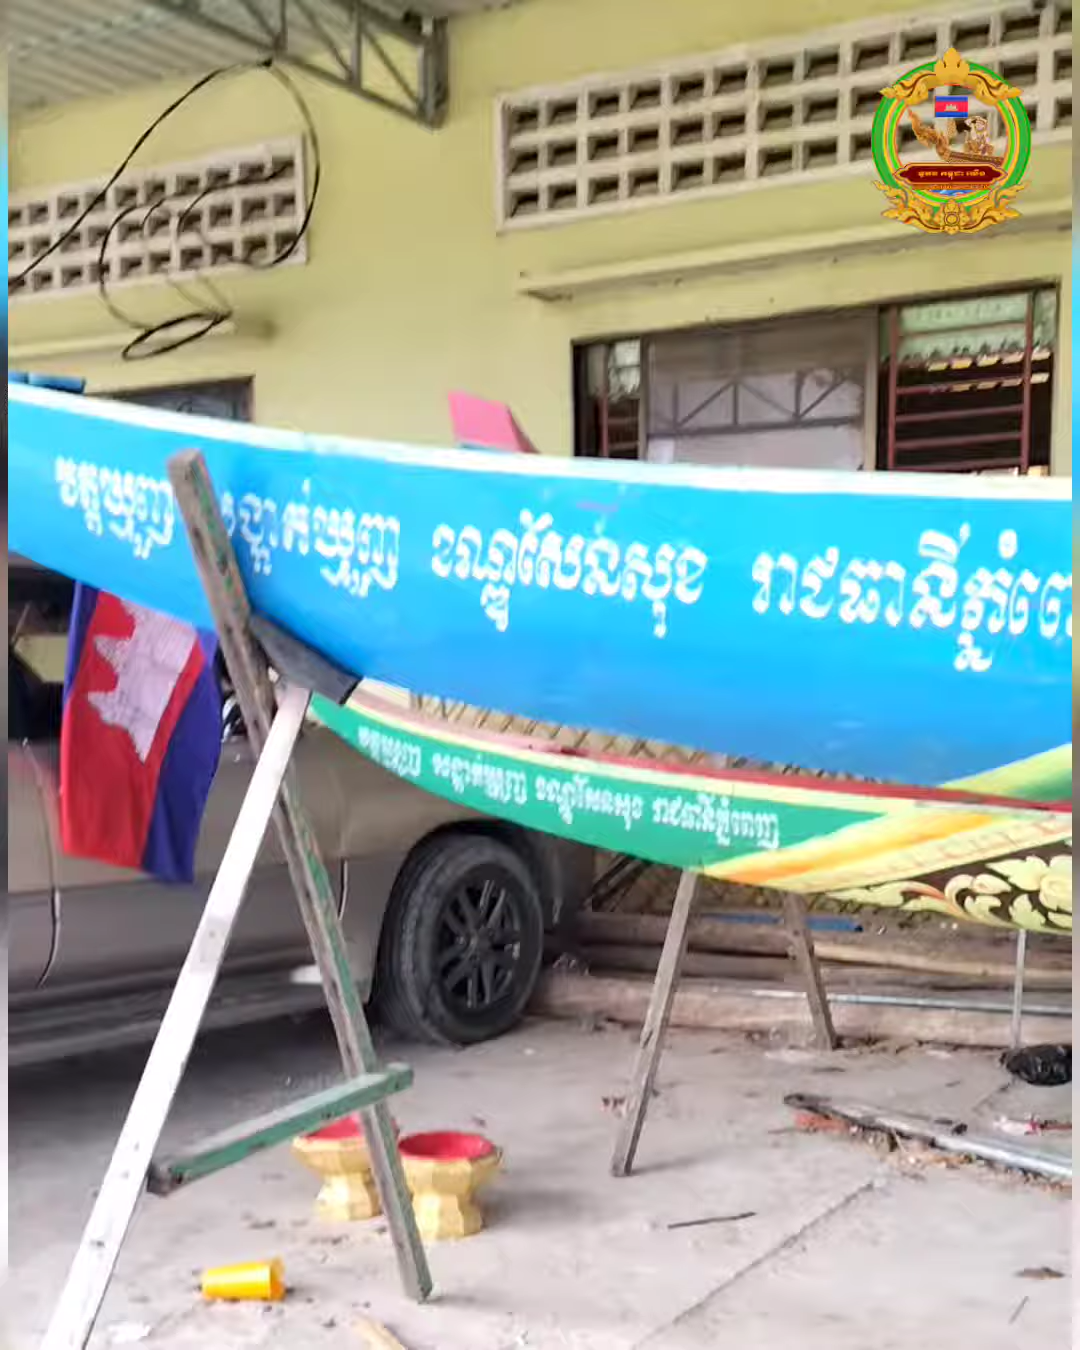 វត្តឃ្មួញ សង្កាត់ឃ្មួញ ខណ្ឌសែនសុខ រាជធានីភ្នំពេ
វត្តឃ្មួញ សង្កាត់ឃ្មួញ ខណ្ឌសែនសុខ រាជធានីភ្នំពេញ